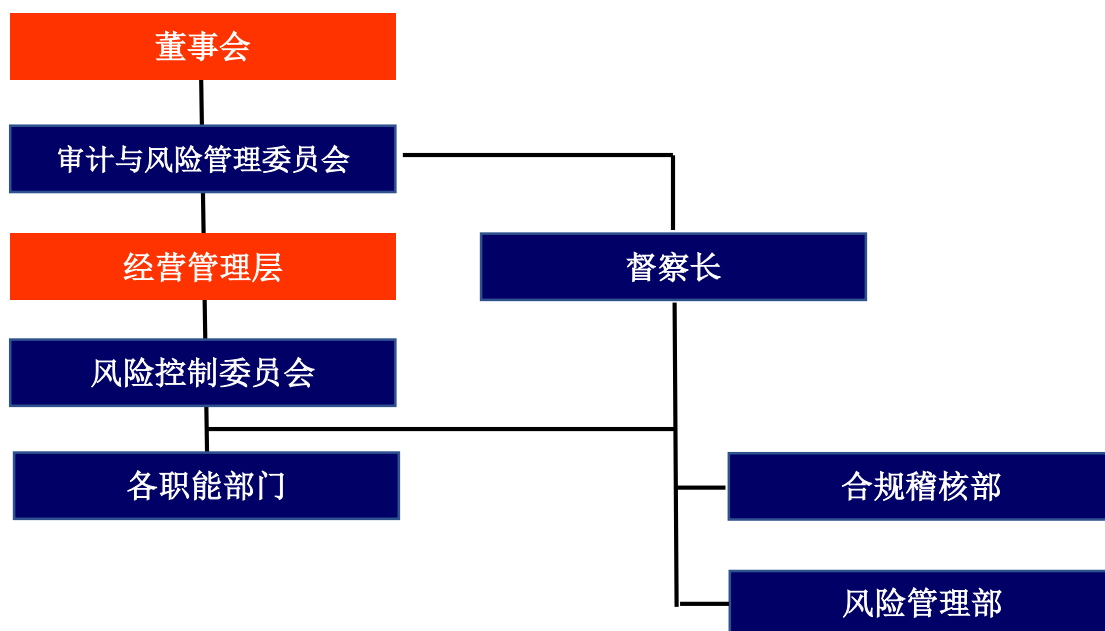 董事会
审计与风险管理委员会
经营管理层
督察长
风险控制委员会
各职能部门
合规稽核部
风险管理部